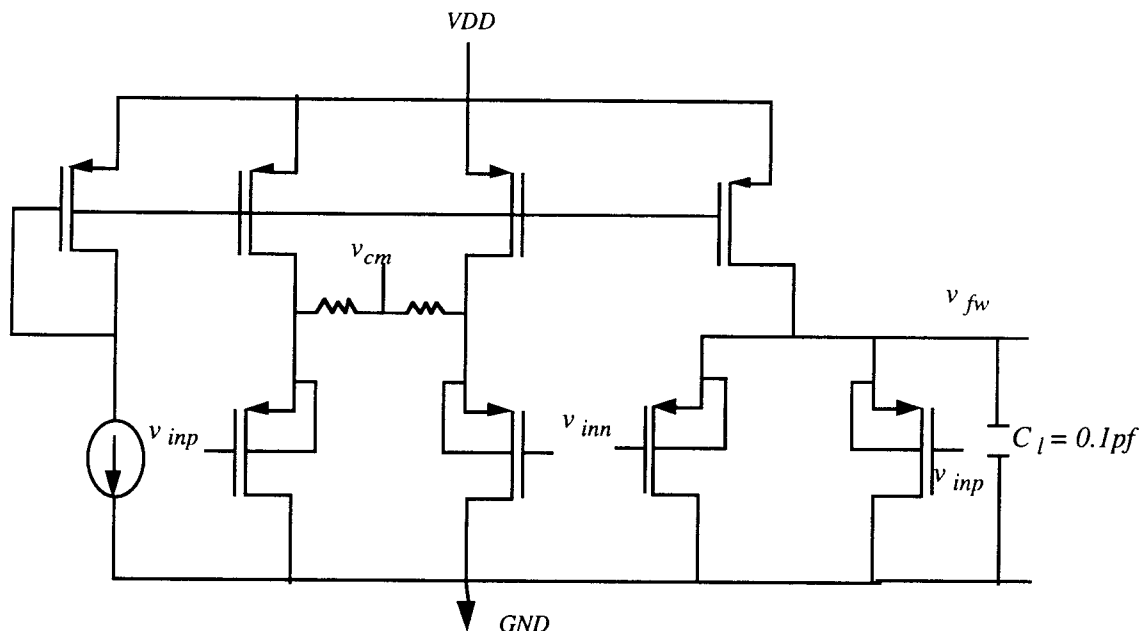 VDD
v cm
v fw
v inp
v inn
C l = 0.1pf
v inp
GND